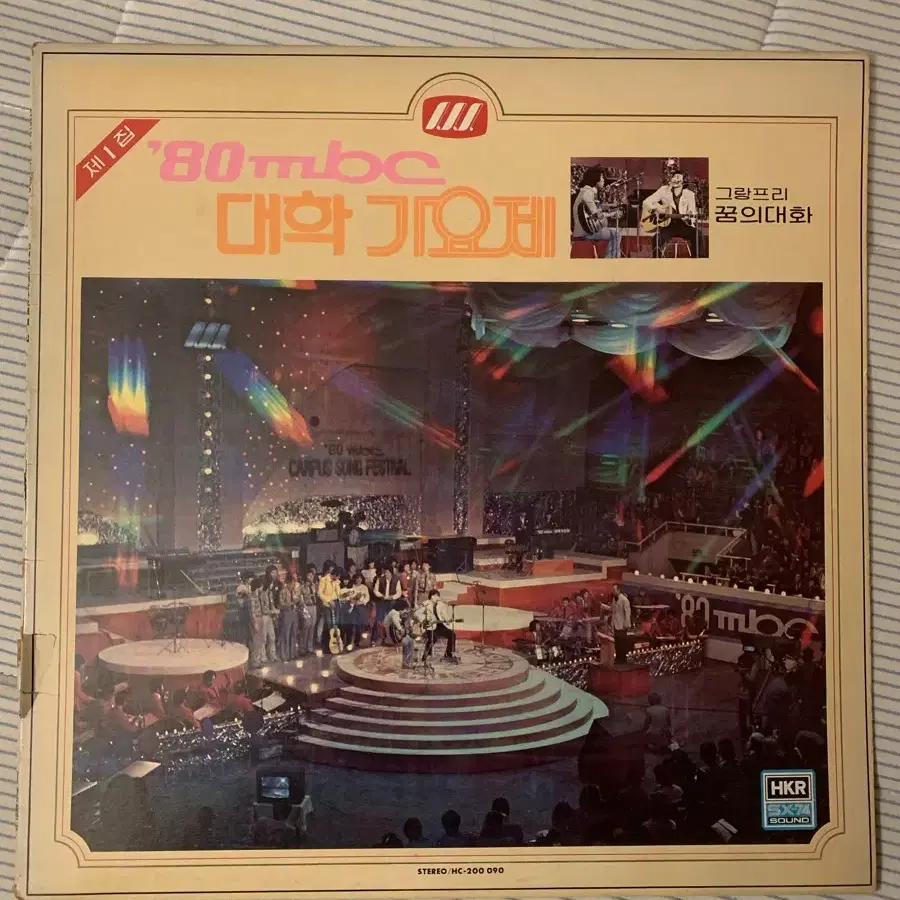 제1집
'80 mbc
대학가요제
그랑프리
꿈의대화
'80 mbc
CAMPUS SONG FESTIVAL
'80 mbc
HKR
SX-74
SOUND
STEREO/HC-200 090